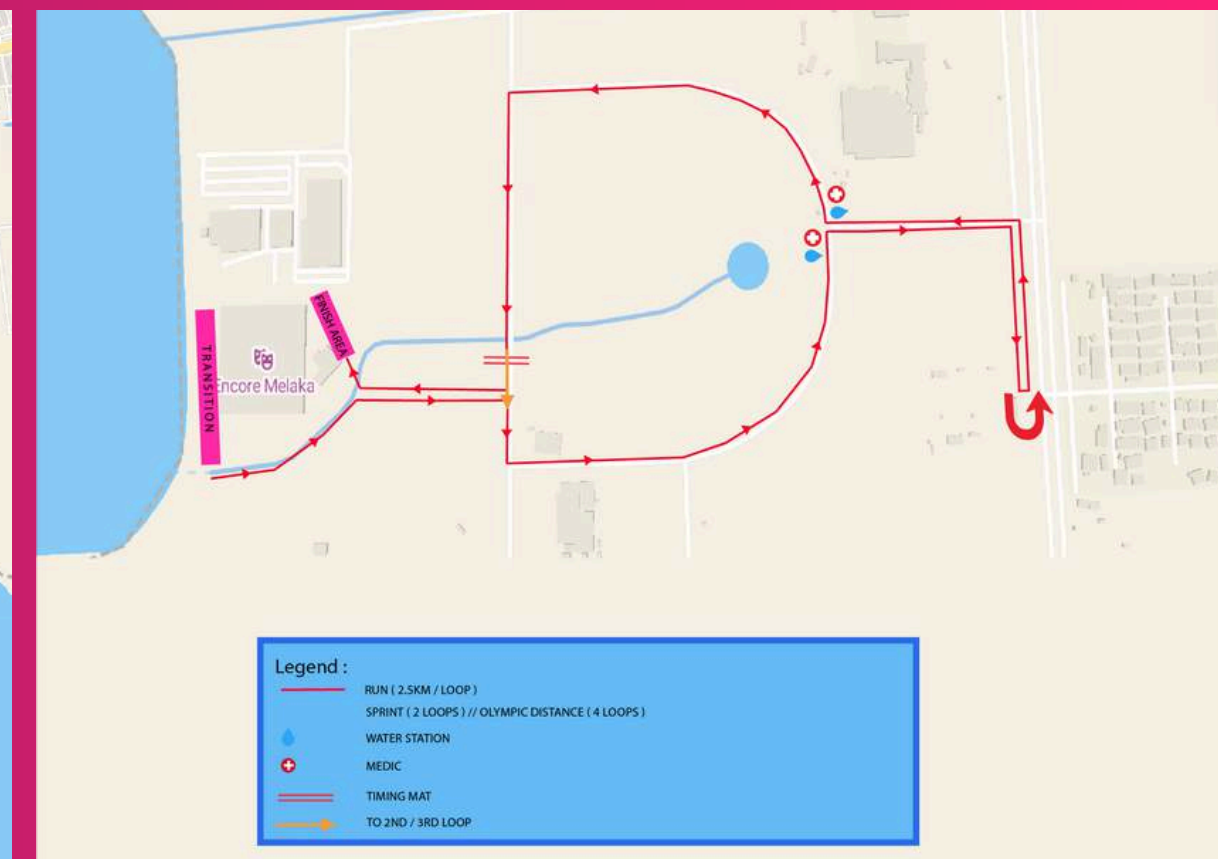 FINISH AREA
TRANSITION
Encore Melaka
Legend :
RUN ( 2.5KM / LOOP )
SPRINT ( 2 LOOPS ) // OLYMPIC DISTANCE ( 4 LOOPS )
WATER STATION
MEDIC
TIMING MAT
TO 2ND / 3RD LOOP